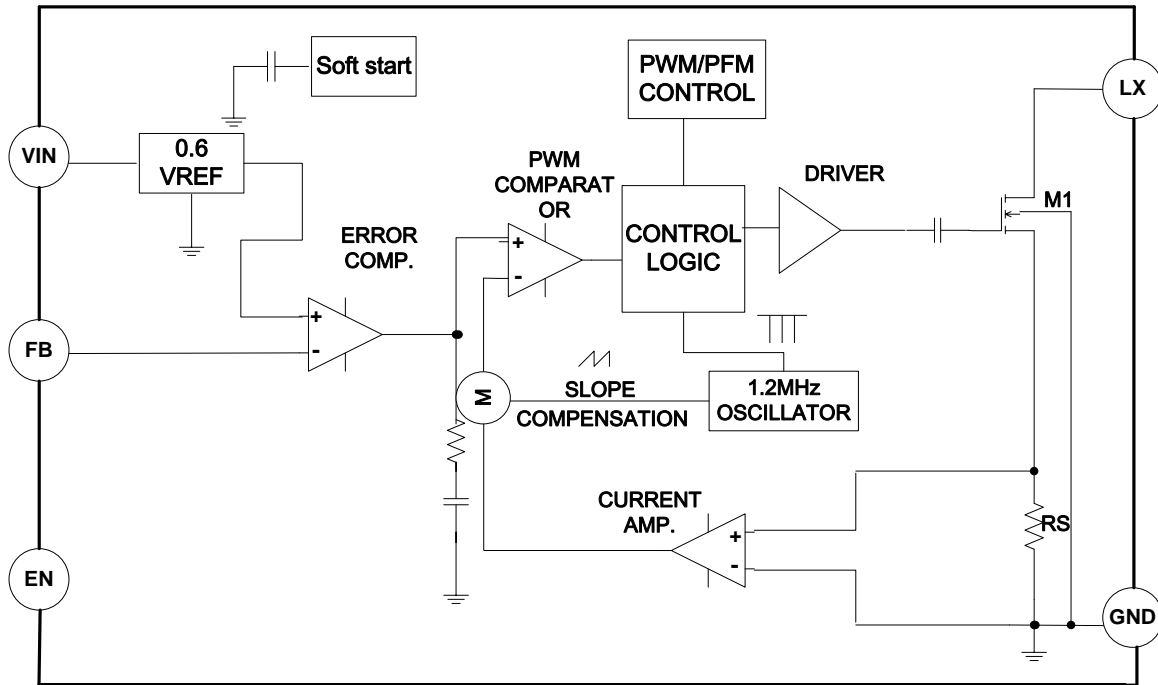 Soft start
PWM/PFM
CONTROL
LX
VIN
0.6
VREF
PWM
COMPARAT
OR
DRIVER
M1
ERROR
COMP.
+
-
CONTROL
LOGIC
+
-
FB
M
SLOPE
COMPENSATION
1.2MHz
OSCILLATOR
CURRENT
AMP.
+
-
RS
EN
GND